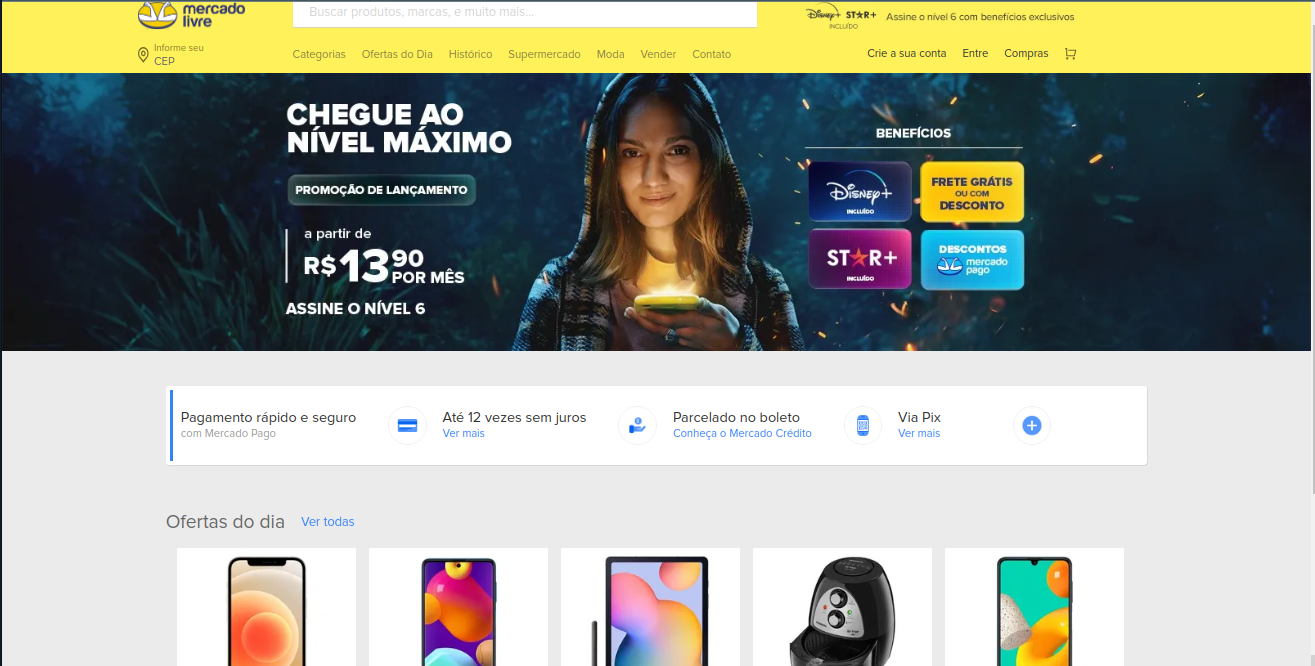 mercado
livre
Buscar produtos, marcas, e muito mais...
Disney+ STAR+
INCLUÍDO
Assine o nível 6 com benefícios exclusivos
Informe seu
CEP
Categorias Ofertas do Dia Histórico Supermercado Moda Vender Contato
Crie a sua conta Entre Compras
CHEGUE AO
NÍVEL MÁXIMO
PROMOÇÃO DE LANÇAMENTO
a partir de
R$13 90
POR MÊS
ASSINE O NÍVEL 6
BENEFÍCIOS
Disney+
INCLUÍDO
FRETE GRÁTIS
OU COM
DESCONTO
STAR+
INCLUÍDO
DESCONTOS
mercado
pago
Pagamento rápido e seguro
com Mercado Pago
Até 12 vezes sem juros
Ver mais
Parcelado no boleto
Conheça o Mercado Crédito
Via Pix
Ver mais
Ofertas do dia Ver todas